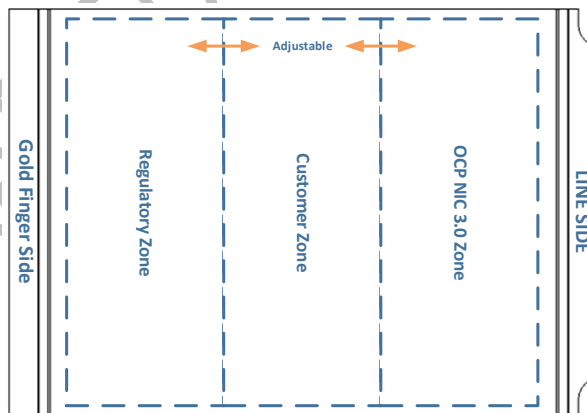 Adjustable
Gold Finger Side
Regulatory Zone
Customer Zone
OCP NIC 3.0 Zone
LINE SIDE